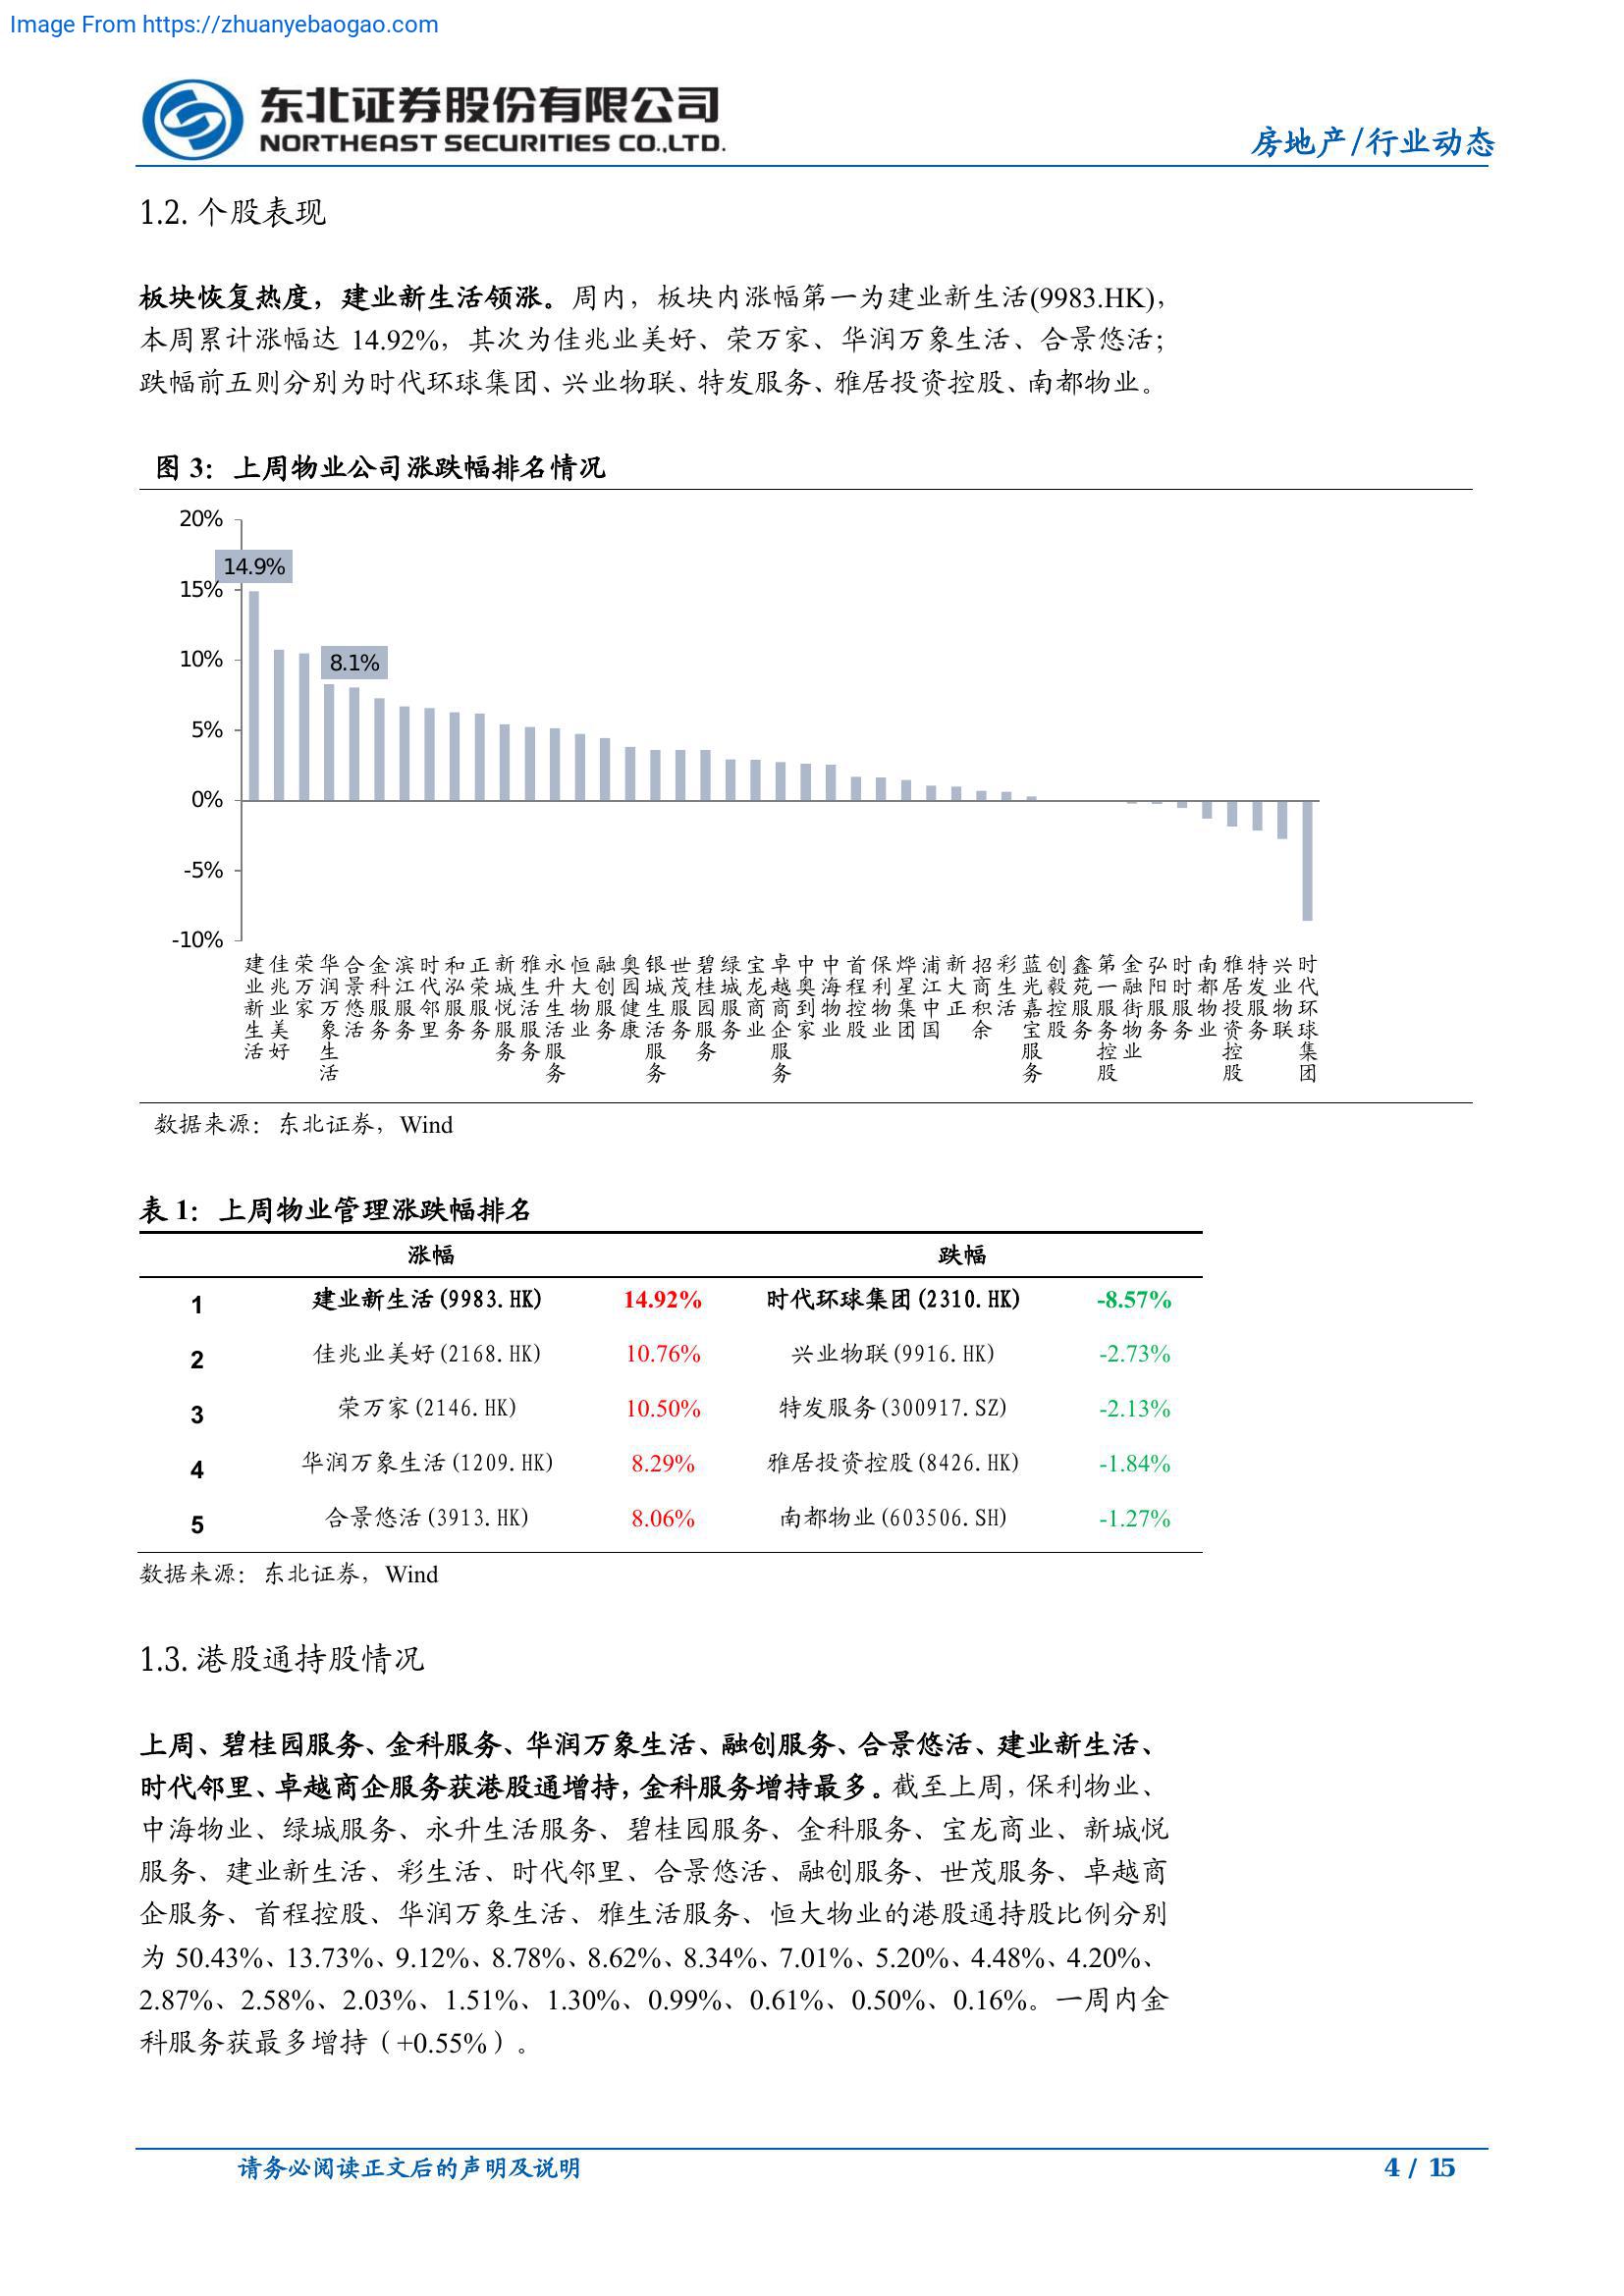 Image From https://zhuanyebaogao.com
东北证券股份有限公司
NORTHEAST SECURITIES CO.,LTD.
房地产/行业动态
1.2. 个股表现
板块恢复热度，建业新生活领涨。周内，板块内涨幅第一为建业新生活(9983.HK)，
本周累计涨幅达 14.92%，其次为佳兆业美好、荣万家、华润万象生活、合景悠活；
跌幅前五则分别为时代环球集团、兴业物联、特发服务、雅居投资控股、南都物业。
图 3：上周物业公司涨跌幅排名情况
20%
14.9%
15%
10%
8.1%
5%
0%
-5%
-10%
建业新生活
佳兆业美好
荣万家
华润万象生活
合景悠活
金科服务
滨江服务
时代邻里
和泓服务
正荣服务
新城悦服务
雅生活服务
永升生活服务
恒大物业
融创服务
奥园健康
银城生活服务
世茂服务
碧桂园服务
绿城服务
宝龙商业
卓越商企服务
中奥到家
中海物业
首程控股
保利物业
烨星集团
浦江中国
新大正
招商积余
彩生活
蓝光嘉宝服务
创毅控股
鑫苑服务
第一服务控股
金融街物业
弘阳服务
时时服务
南都物业
雅居投资控股
特发服务
兴业物联
时代环球集团
数据来源：东北证券，Wind
表 1：上周物业管理涨跌幅排名
涨幅 跌幅
1 建业新生活(9983.HK) 14.92% 时代环球集团(2310.HK) -8.57%
2 佳兆业美好(2168.HK) 10.76% 兴业物联(9916.HK) -2.73%
3 荣万家(2146.HK) 10.50% 特发服务(300917.SZ) -2.13%
4 华润万象生活(1209.HK) 8.29% 雅居投资控股(8426.HK) -1.84%
5 合景悠活(3913.HK) 8.06% 南都物业(603506.SH) -1.27%
数据来源：东北证券，Wind
1.3. 港股通持股情况
上周、碧桂园服务、金科服务、华润万象生活、融创服务、合景悠活、建业新生活、
时代邻里、卓越商企服务获港股通增持，金科服务增持最多。截至上周，保利物业、
中海物业、绿城服务、永升生活服务、碧桂园服务、金科服务、宝龙商业、新城悦
服务、建业新生活、彩生活、时代邻里、合景悠活、融创服务、世茂服务、卓越商
企服务、首程控股、华润万象生活、雅生活服务、恒大物业的港股通持股比例分别
为 50.43%、13.73%、9.12%、8.78%、8.62%、8.34%、7.01%、5.20%、4.48%、4.20%、
2.87%、2.58%、2.03%、1.51%、1.30%、0.99%、0.61%、0.50%、0.16%。一周内金
科服务获最多增持（+0.55%）。
请务必阅读正文后的声明及说明
4 / 15